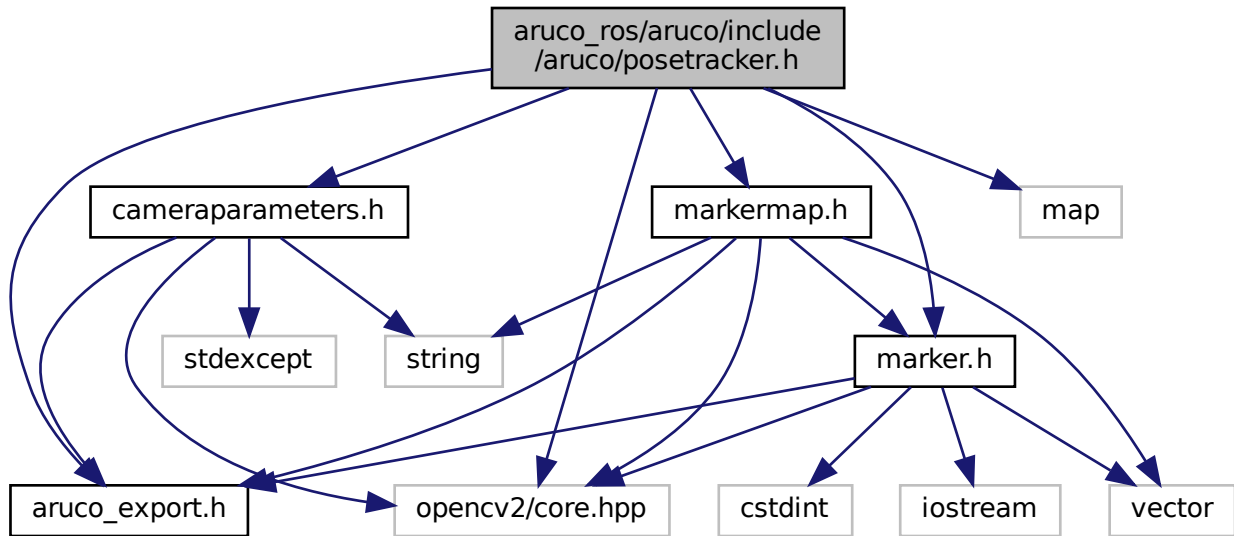 aruco_ros/aruco/include
/aruco/posetracker.h
cameraparameters.h
markermap.h
map
stdexcept
string
marker.h
aruco_export.h
opencv2/core.hpp
cstdint
iostream
vector